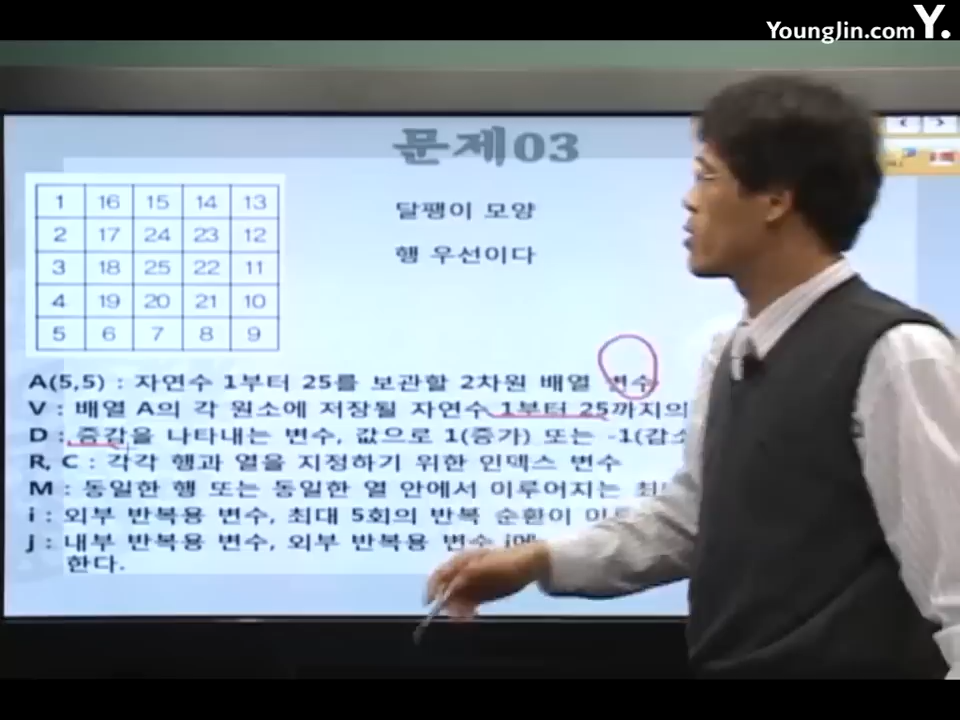 YoungJin.com Y.
문제03
1 16 15 14 13
2 17 24 23 12
3 18 25 22 11
4 19 20 21 10
5 6 7 8 9
달팽이 모양
행 우선이다
A(5,5) : 자연수 1부터 25를 보관할 2차원 배열 변수
V : 배열 A의 각 원소에 저장될 자연수 1부터 25까지의
D : 증감을 나타내는 변수, 값으로 1(증가) 또는 -1(감소
R, C : 각각 행과 열을 지정하기 위한 인덱스 변수
M : 동일한 행 또는 동일한 열 안에서 이루어지는
i : 외부 반복용 변수, 최대 5회의 반복 순환이
j : 내부 반복용 변수, 외부 반복용 변수
한다.